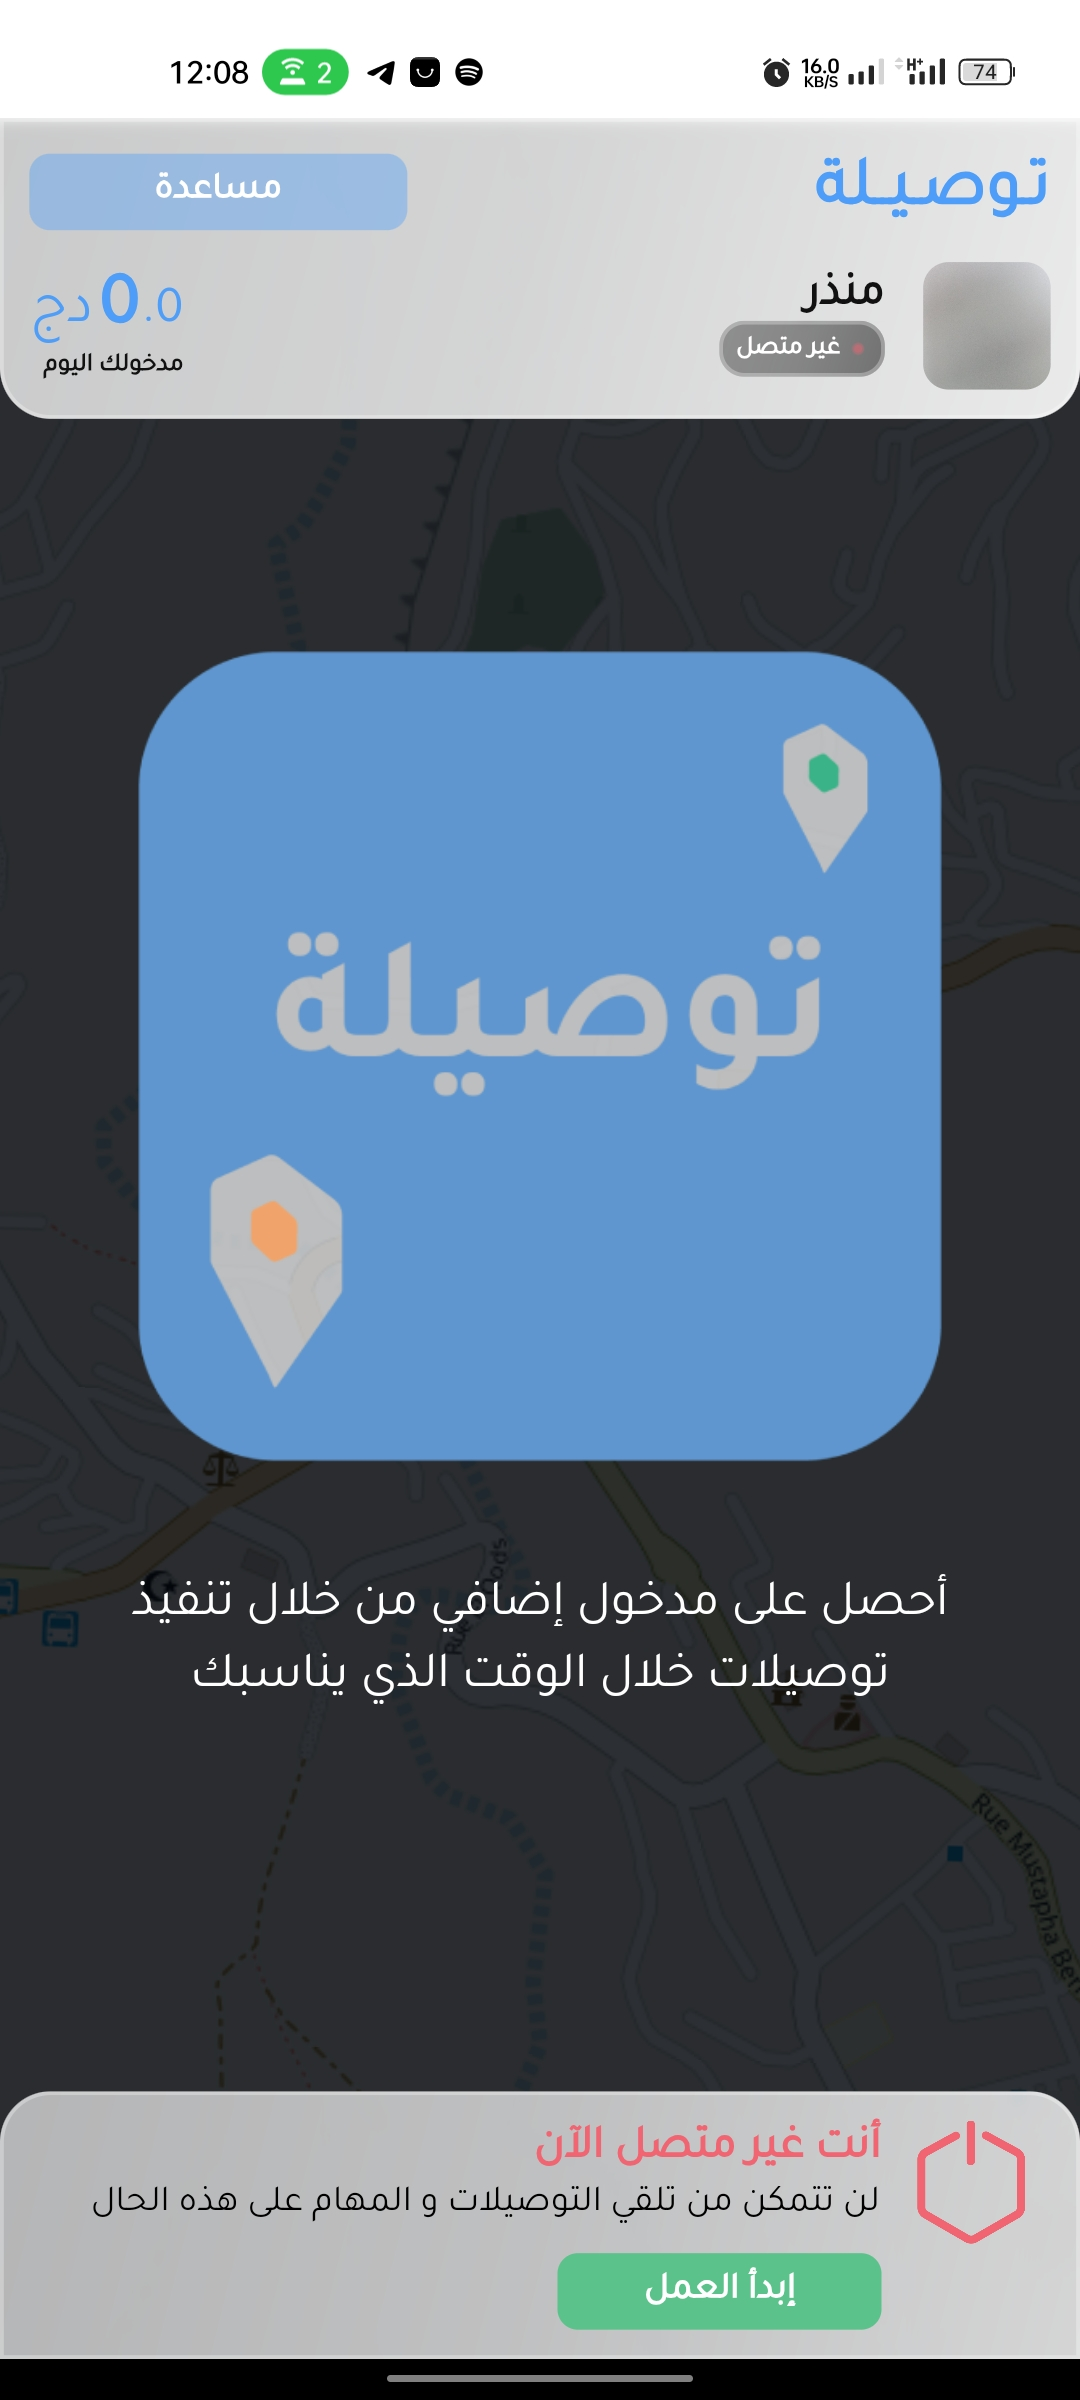 12:08
2
16.0 KB/S
H+
74
توصيلة
مساعدة
منذر
غير متصل
0.0 دج
مدخولك اليوم
توصيلة
أحصل على مدخول إضافي من خلال تنفيذ
توصيلات خلال الوقت الذي يناسبك
Rue Mustapha Ben
أنت غير متصل الآن
لن تتمكن من تلقي التوصيلات و المهام على هذه الحال
إبدأ العمل